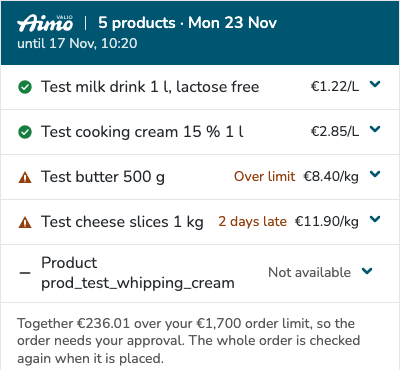 Aimo VALIO | 5 products · Mon 23 Nov
until 17 Nov, 10:20
Test milk drink 1 l, lactose free €1.22/L
Test cooking cream 15 % 1 l €2.85/L
Test butter 500 g Over limit €8.40/kg
Test cheese slices 1 kg 2 days late €11.90/kg
Product
prod_test_whipping_cream Not available
Together €236.01 over your €1,700 order limit, so the
order needs your approval. The whole order is checked
again when it is placed.